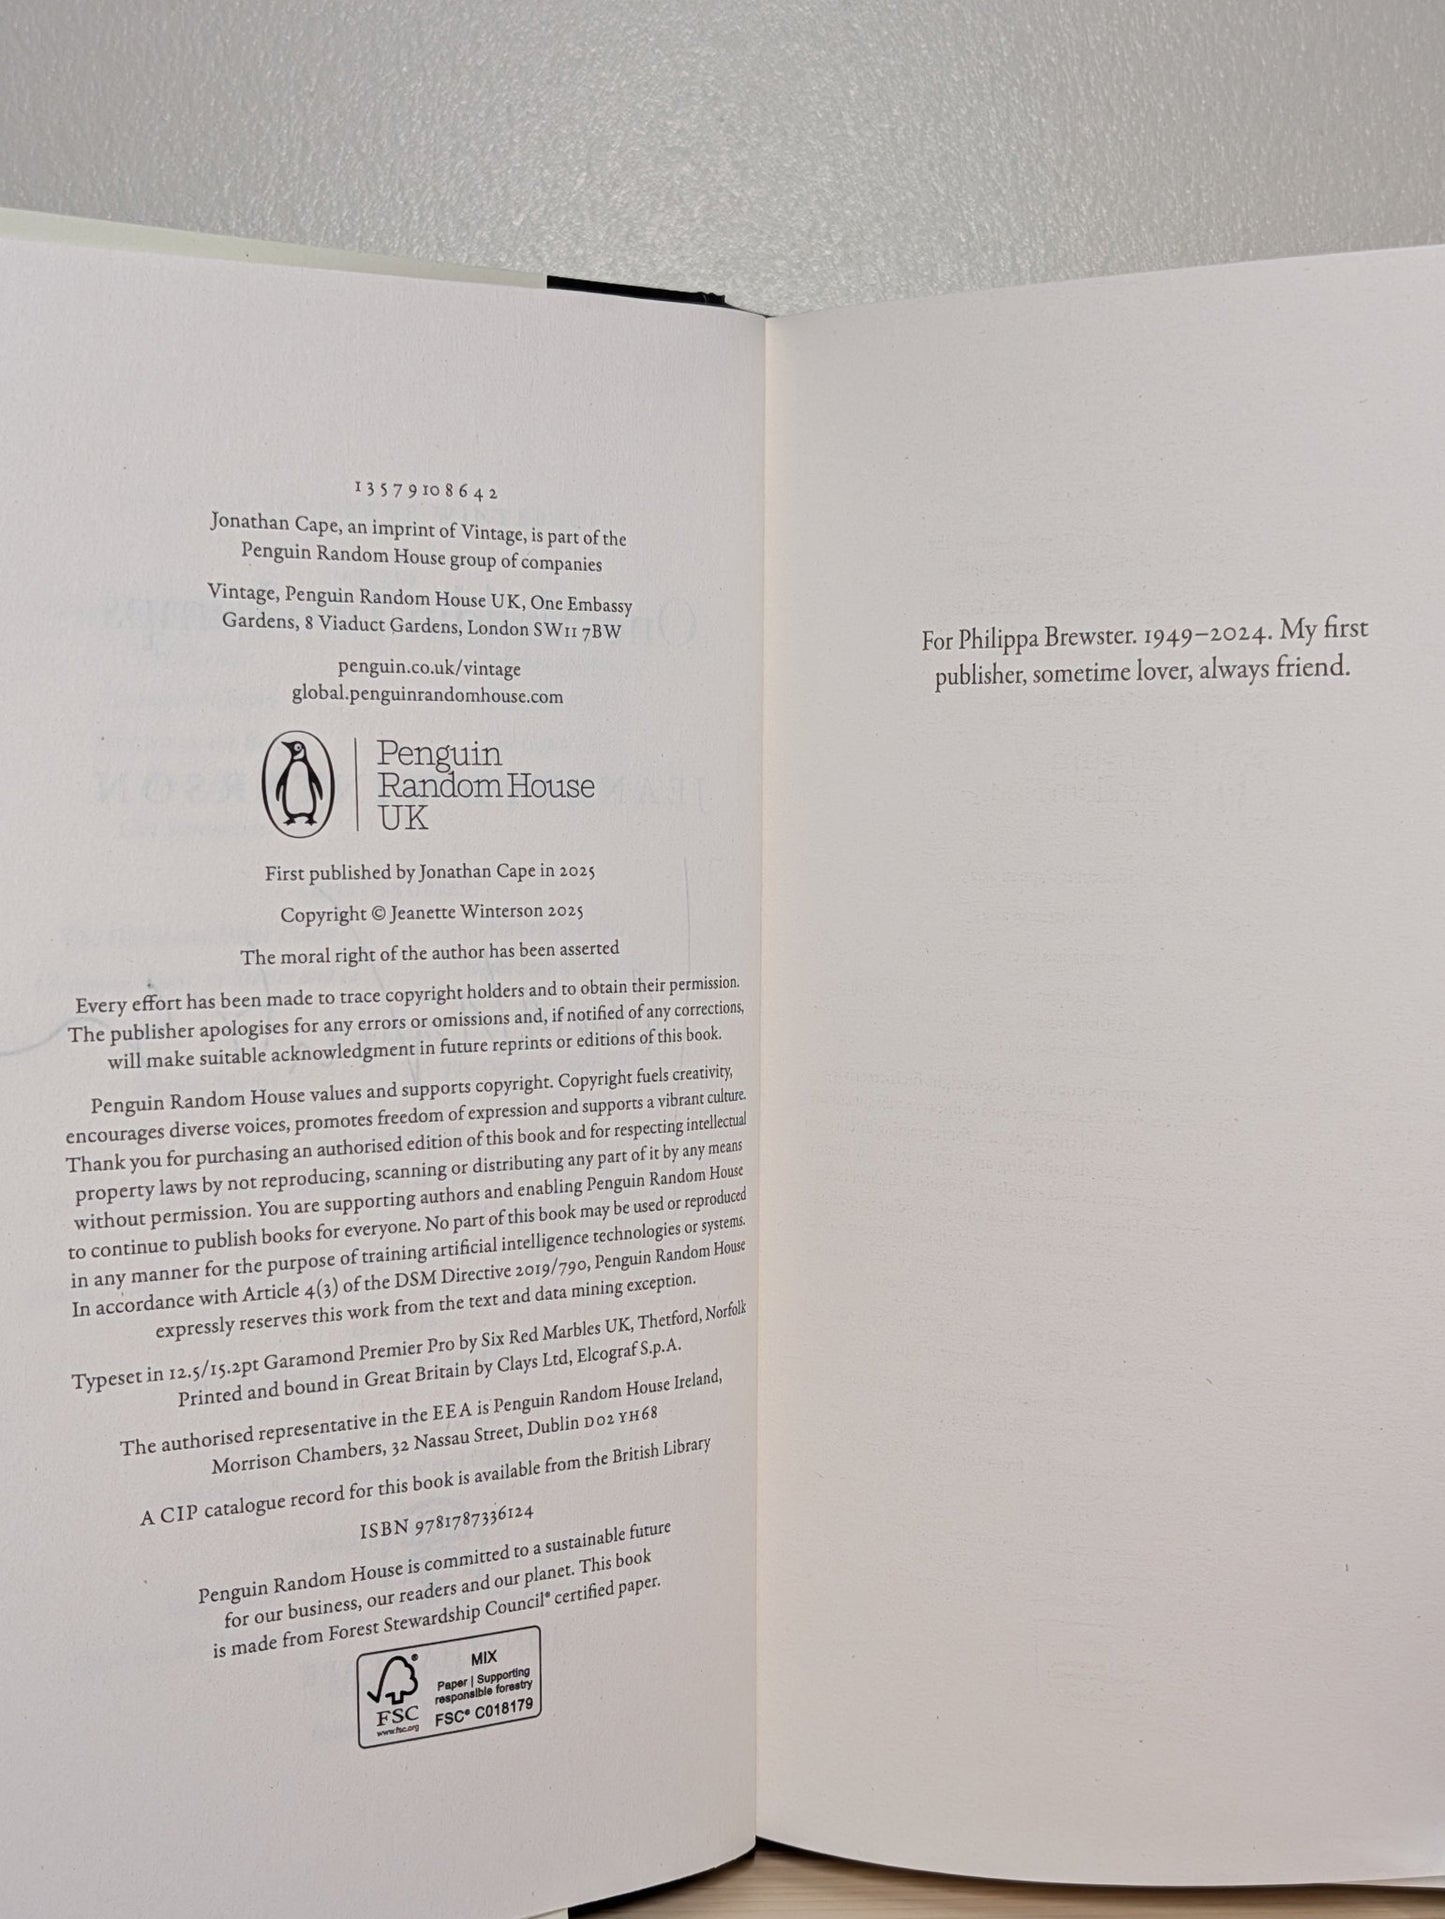 1 3 5 7 9 10 8 6 4 2
Jonathan Cape, an imprint of Vintage, is part of the
Penguin Random House group of companies
Vintage, Penguin Random House UK, One Embassy
Gardens, 8 Viaduct Gardens, London SW11 7BW
penguin.co.uk/vintage
global.penguinrandomhouse.com
Penguin
Random House
UK
First published by Jonathan Cape in 2025
Copyright © Jeanette Winterson 2025
The moral right of the author has been asserted
Every effort has been made to trace copyright holders and to obtain their permission.
The publisher apologises for any errors or omissions and, if notified of any corrections,
will make suitable acknowledgment in future reprints or editions of this book.
Penguin Random House values and supports copyright. Copyright fuels creativity,
encourages diverse voices, promotes freedom of expression and supports a vibrant culture.
Thank you for purchasing an authorised edition of this book and for respecting intellectual
property laws by not reproducing, scanning or distributing any part of it by any means
without permission. You are supporting authors and enabling Penguin Random House
to continue to publish books for everyone. No part of this book may be used or reproduced
in any manner for the purpose of training artificial intelligence technologies or systems.
In accordance with Article 4(3) of the DSM Directive 2019/790, Penguin Random House
expressly reserves this work from the text and data mining exception.
Typeset in 12.5/15.2pt Garamond Premier Pro by Six Red Marbles UK, Thetford, Norfolk
Printed and bound in Great Britain by Clays Ltd, Elcograf S.p.A.
The authorised representative in the EEA is Penguin Random House Ireland,
Morrison Chambers, 32 Nassau Street, Dublin D02 YH68
A CIP catalogue record for this book is available from the British Library
ISBN 9781787336124
Penguin Random House is committed to a sustainable future
for our business, our readers and our planet. This book
is made from Forest Stewardship Council® certified paper.
MIX
Paper | Supporting
responsible forestry
FSC® C018179
FSC
www.fsc.org
For Philippa Brewster. 1949–2024. My first
publisher, sometime lover, always friend.